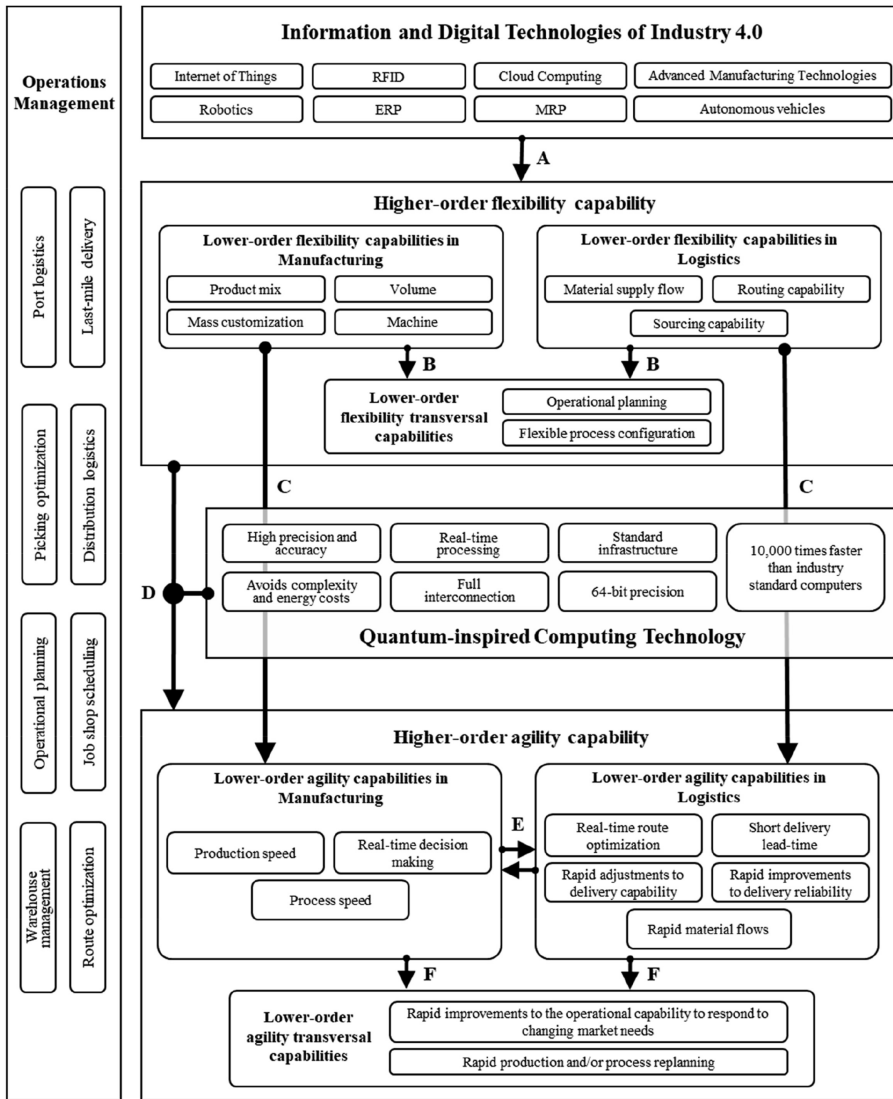 Operations
Management
Port logistics
Last-mile delivery
Picking optimization
Distribution logistics
Operational planning
Job shop scheduling
Warehouse
management
Route optimization
Information and Digital Technologies of Industry 4.0
Internet of Things
RFID
Cloud Computing
Advanced Manufacturing Technologies
Robotics
ERP
MRP
Autonomous vehicles
A
Higher-order flexibility capability
Lower-order flexibility capabilities in
Manufacturing
Product mix
Volume
Mass customization
Machine
Lower-order flexibility capabilities in
Logistics
Material supply flow
Routing capability
Sourcing capability
B
B
Lower-order
flexibility transversal
capabilities
Operational planning
Flexible process configuration
C
C
D
High precision and
accuracy
Real-time
processing
Standard
infrastructure
10,000 times faster
than industry
standard computers
Avoids complexity
and energy costs
Full
interconnection
64-bit precision
Quantum-inspired Computing Technology
Higher-order agility capability
Lower-order agility capabilities in
Manufacturing
Production speed
Real-time decision
making
Process speed
E
Lower-order agility capabilities in
Logistics
Real-time route
optimization
Short delivery
lead-time
Rapid adjustments to
delivery capability
Rapid improvements
to delivery reliability
Rapid material flows
F
F
Lower-order
agility transversal
capabilities
Rapid improvements to the operational capability to respond to
changing market needs
Rapid production and/or process replanning